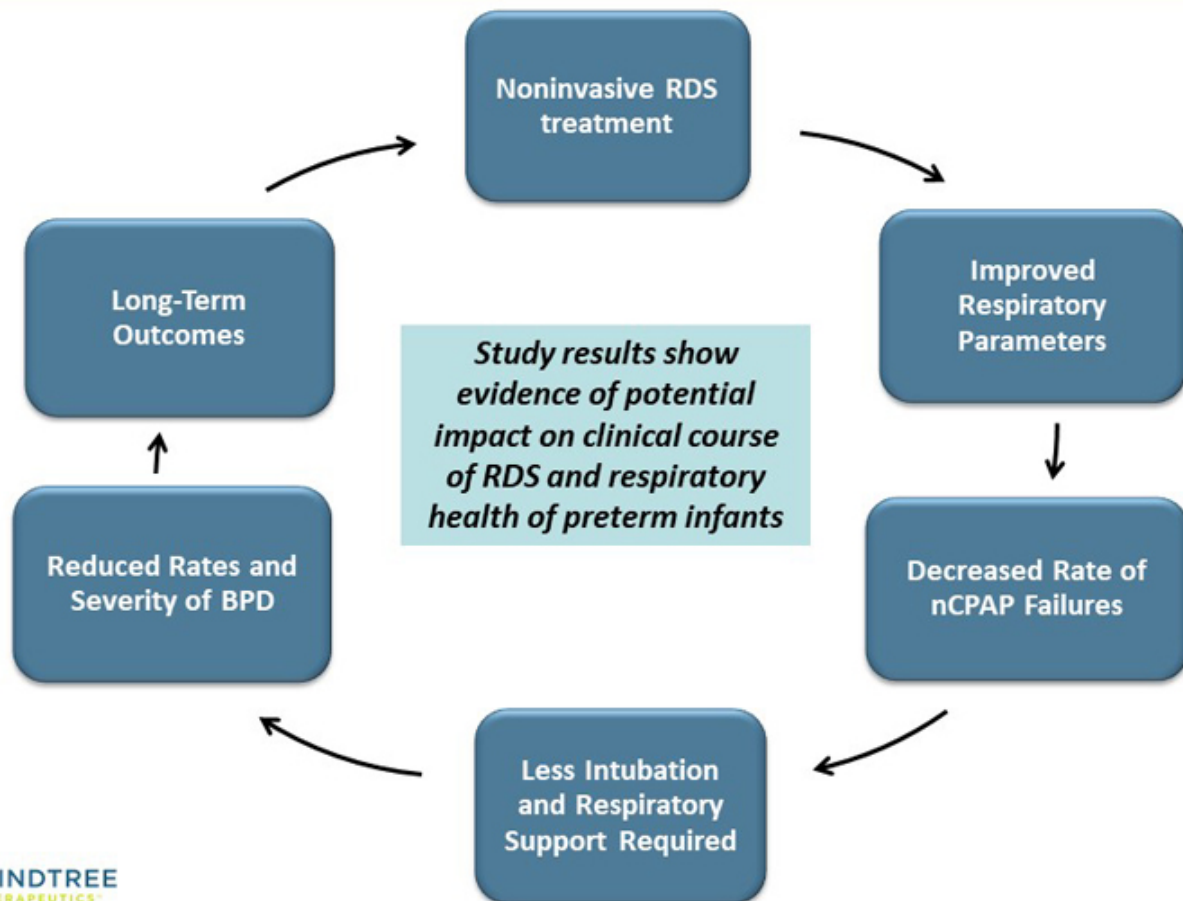 Noninvasive RDS
treatment
Improved
Respiratory
Parameters
Decreased Rate of
nCPAP Failures
Less Intubation
and Respiratory
Support Required
Reduced Rates and
Severity of BPD
Long-Term
Outcomes
Study results show
evidence of potential
impact on clinical course
of RDS and respiratory
health of preterm infants
INDTREE
ERAPEUTICS